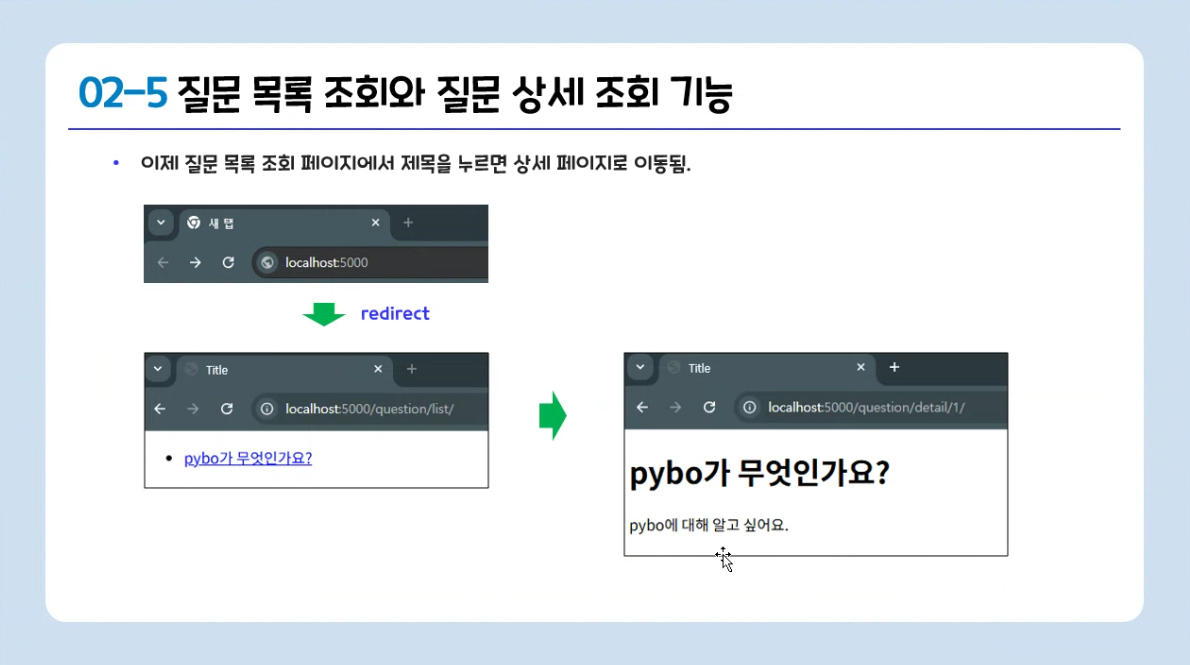 02-5 질문 목록 조회와 질문 상세 조회 기능
• 이제 질문 목록 조회 페이지에서 제목을 누르면 상세 페이지로 이동됨.
새 탭
localhost:5000
redirect
Title
localhost:5000/question/list/
• pybo가 무엇인가요?
Title
localhost:5000/question/detail/1/
pybo가 무엇인가요?
pybo에 대해 알고 싶어요.